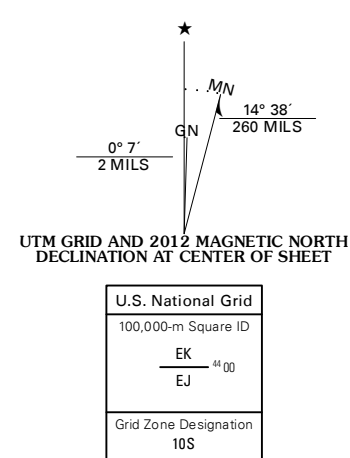 ★
MN
GN
14° 38´
260 MILS
0° 7´
2 MILS
UTM GRID AND 2012 MAGNETIC NORTH
DECLINATION AT CENTER OF SHEET
U.S. National Grid
100,000-m Square ID
EK
44 00
EJ
Grid Zone Designation
10S